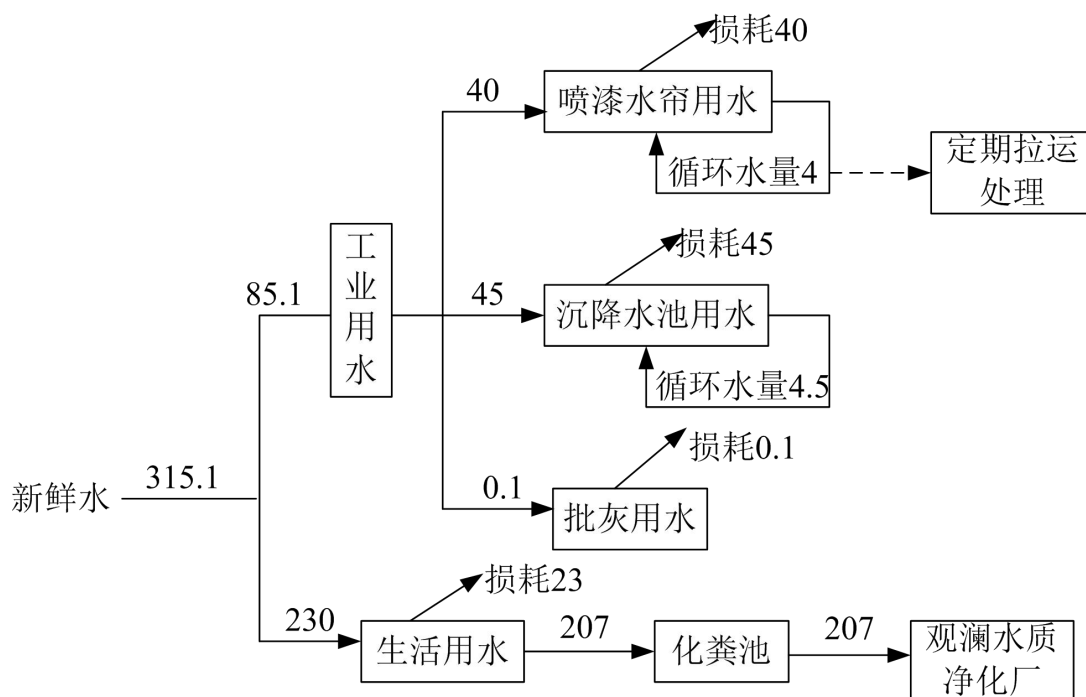 损耗40
40
喷漆水帘用水
循环水量4
定期拉运
处理
损耗45
工
业
用
水
85.1
45
沉降水池用水
循环水量4.5
损耗0.1
新鲜水
315.1
0.1
批灰用水
损耗23
230
生活用水
207
化粪池
207
观澜水质
净化厂